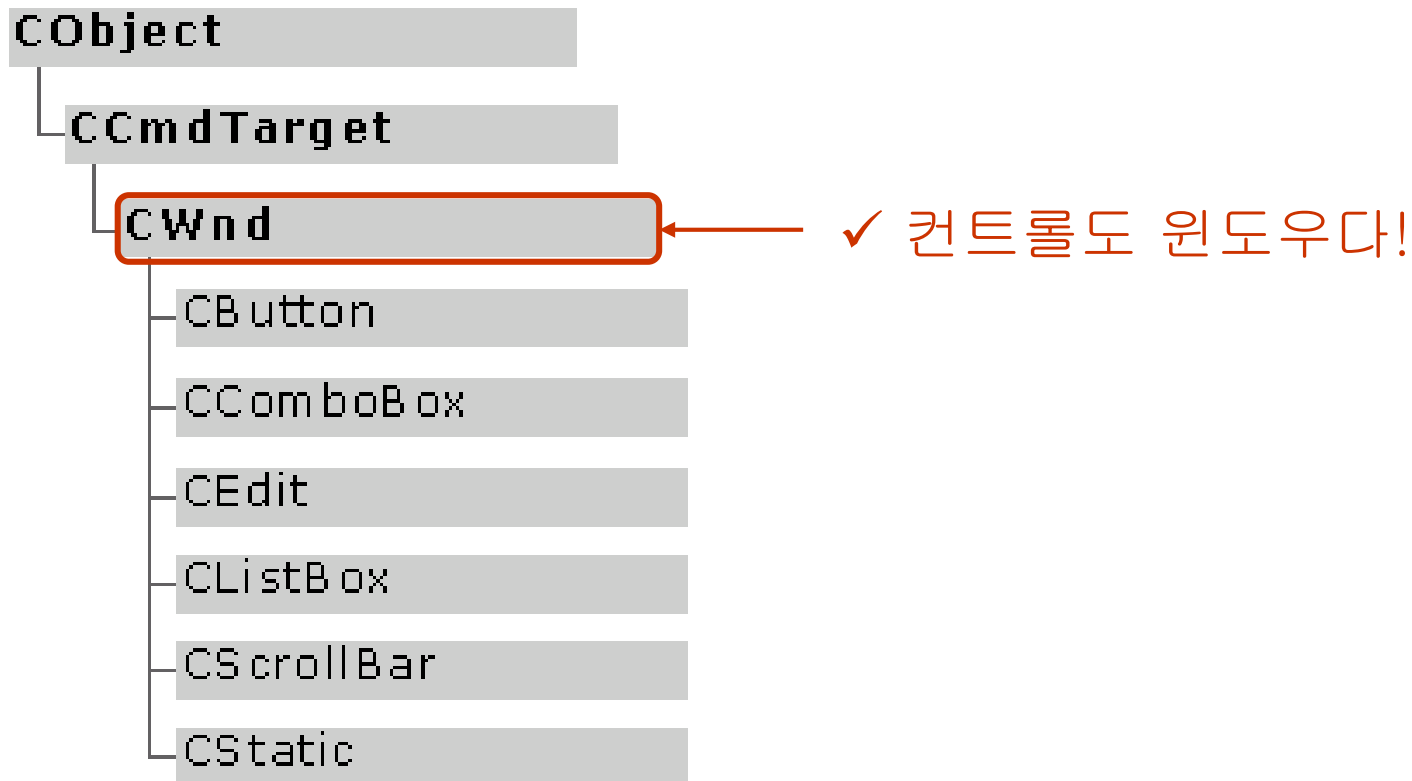 CObject
CCmdTarget
CWnd
✓ 컨트롤도 윈도우다!
CButton
CComboBox
CEdit
CListBox
CScrollBar
CStatic